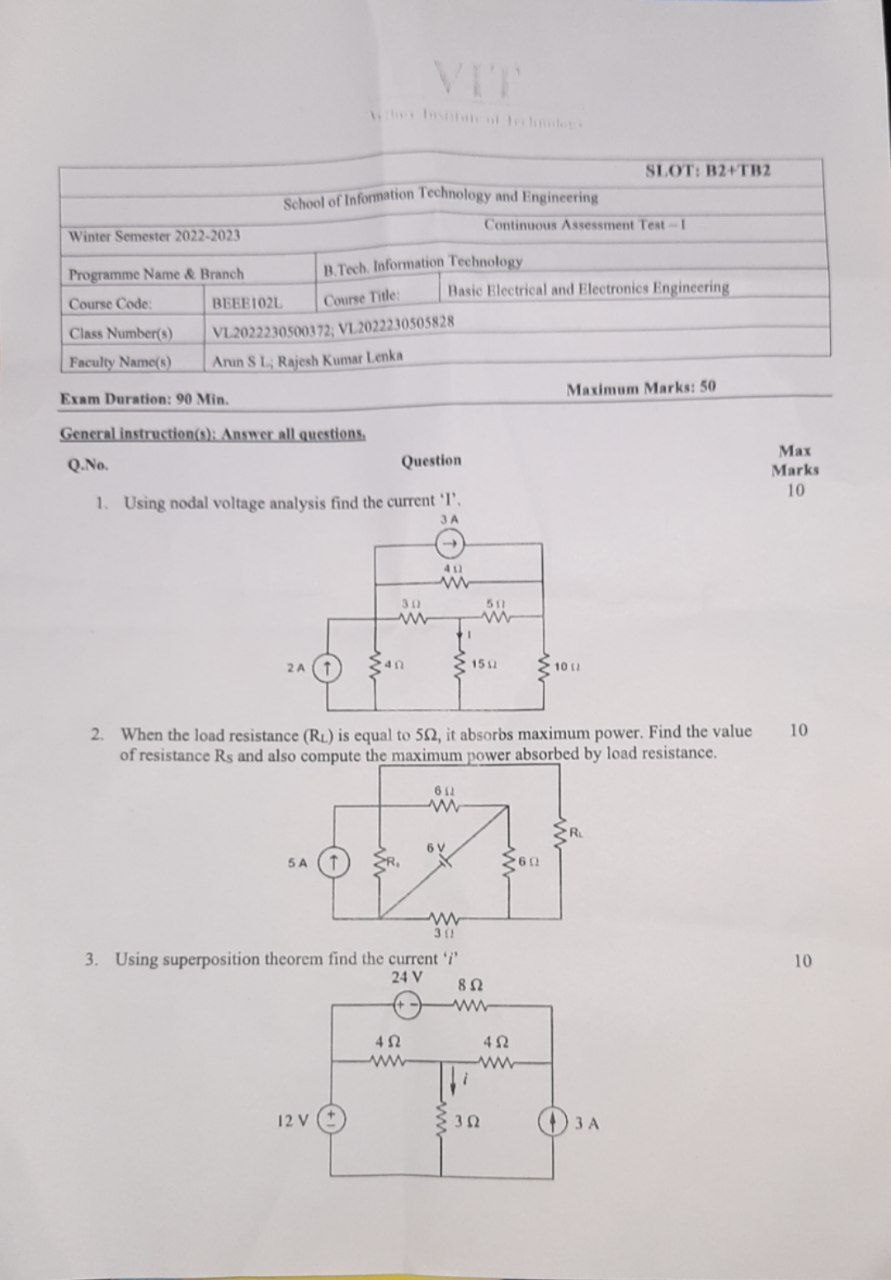 VIT
SLOT: B2+TB2
School of Information Technology and Engineering
Winter Semester 2022-2023 Continuous Assessment Test – I
Programme Name & Branch B.Tech. Information Technology
Course Code: BEEE102L Course Title: Basic Electrical and Electronics Engineering
Class Number(s) VL2022230500372; VL2022230505828
Faculty Name(s) Arun S L; Rajesh Kumar Lenka
Exam Duration: 90 Min. Maximum Marks: 50
General instruction(s): Answer all questions.
Q.No. Question Max
Marks
1. Using nodal voltage analysis find the current 'I'. 10
3 A
4 Ω
3 Ω 5 Ω
I
2 A 4 Ω 15 Ω 10 Ω
2. When the load resistance (RL) is equal to 5Ω, it absorbs maximum power. Find the value 10
of resistance RS and also compute the maximum power absorbed by load resistance.
6 Ω
RL
6 V
5 A Rs 6 Ω
3 Ω
3. Using superposition theorem find the current 'i' 10
24 V
8 Ω
4 Ω 4 Ω
i
12 V 3 Ω 3 A